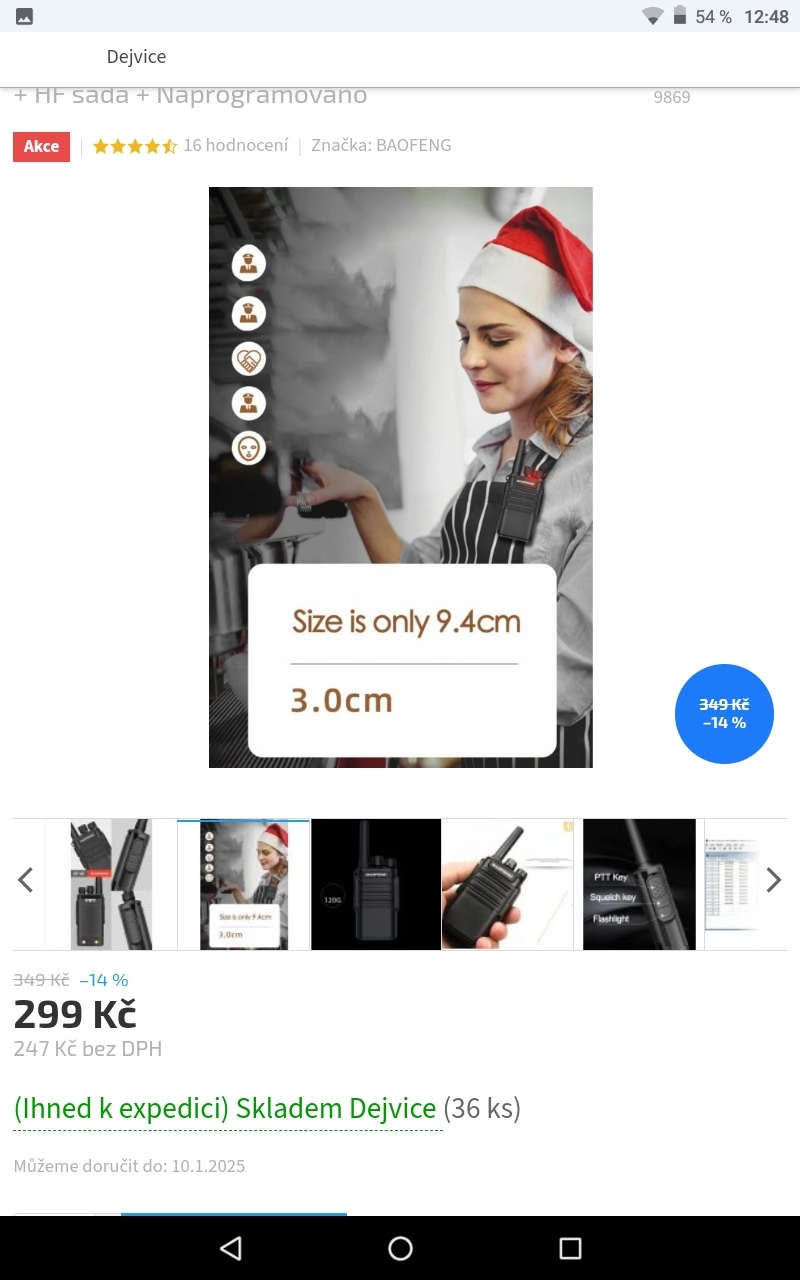 54 % 12:48
Dejvice
+ HF sada + Naprogramováno
9869
Akce
16 hodnocení
Značka: BAOFENG
Size is only 9.4cm
3.0cm
349 Kč
–14 %
120G
Size is only 9.4cm
3.0cm
PTT Key
Squelch key
Flashlight
349 Kč –14 %
299 Kč
247 Kč bez DPH
(Ihned k expedici) Skladem Dejvice (36 ks)
Můžeme doručit do: 10.1.2025